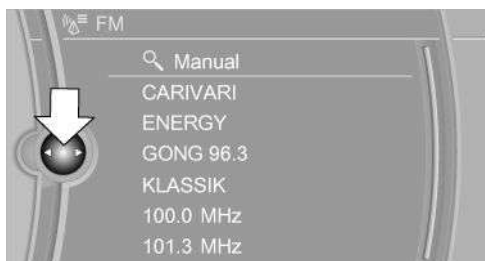 FM
Manual
CARIVARI
ENERGY
GONG 96.3
KLASSIK
100.0 MHz
101.3 MHz